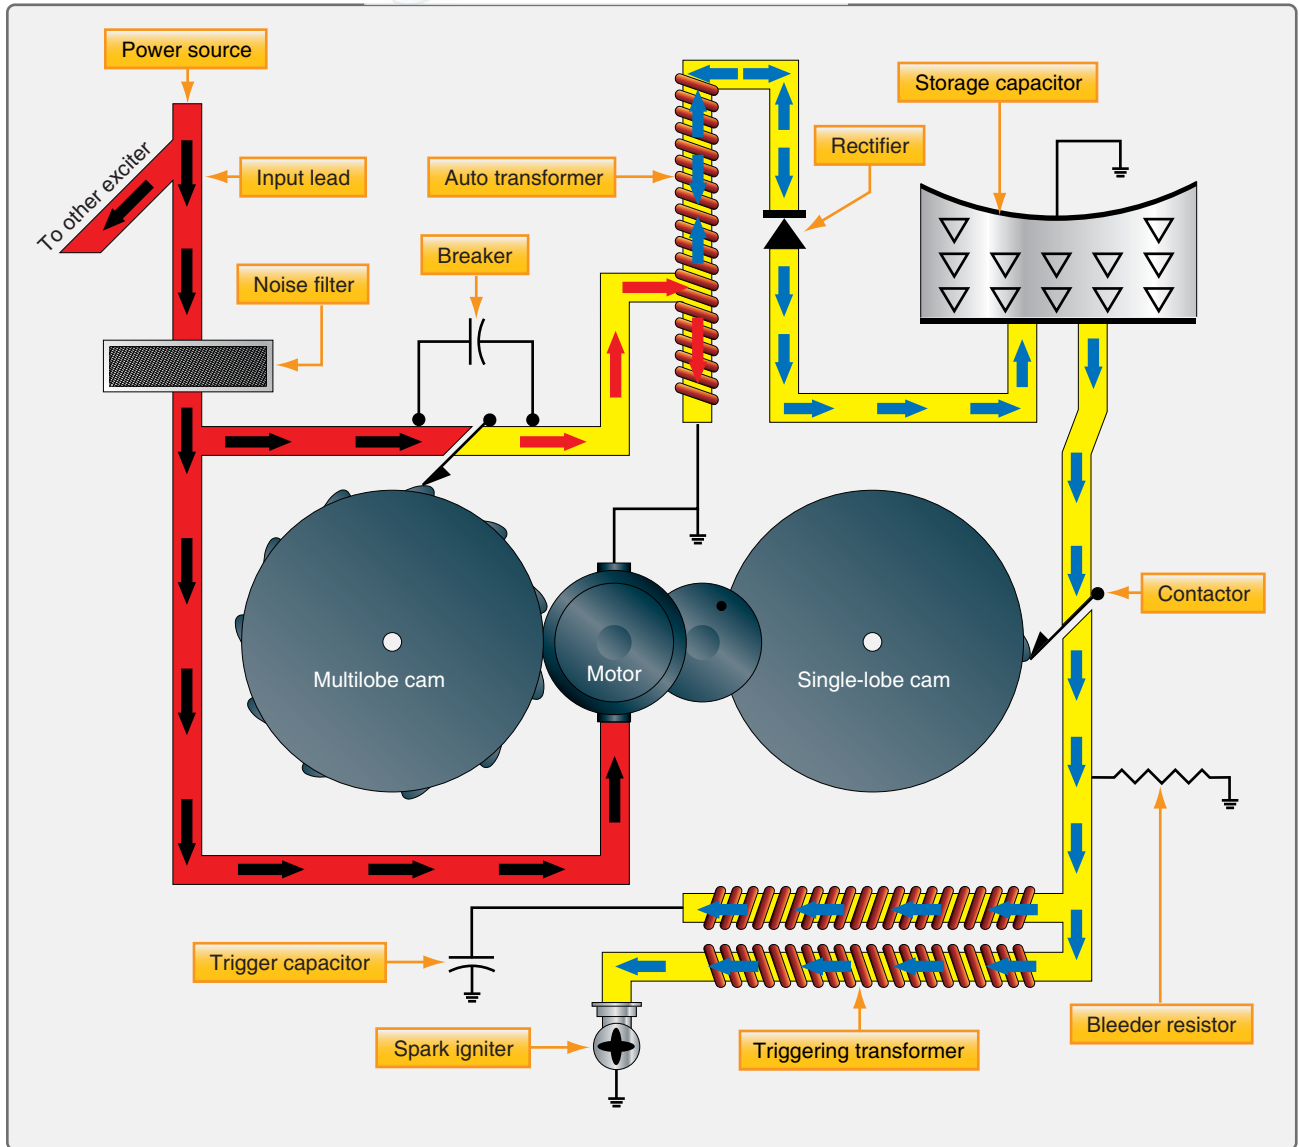 Power source
Storage capacitor
Rectifier
To other exciter
Input lead
Auto transformer
Breaker
Noise filter
Contactor
Multilobe cam
Motor
Single-lobe cam
Trigger capacitor
Bleeder resistor
Spark igniter
Triggering transformer